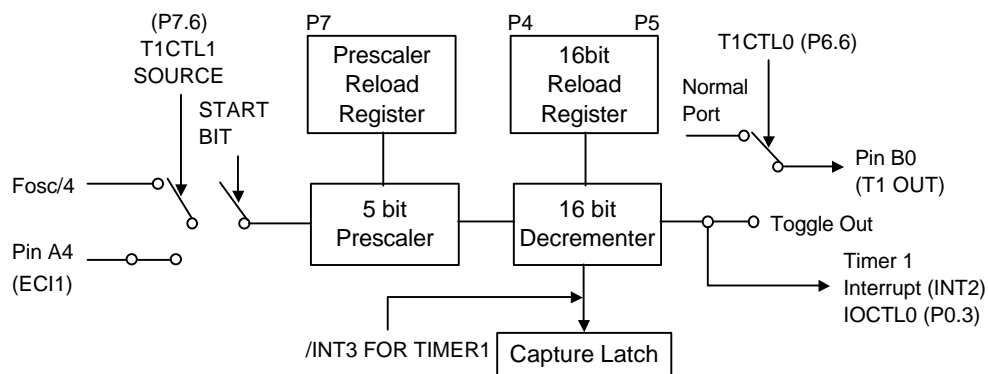 (P7.6)
T1CTL1
SOURCE
START
BIT
Fosc/4
Pin A4
(ECI1)
P7
Prescaler
Reload
Register
5 bit
Prescaler
P4
P5
16bit
Reload
Register
16 bit
Decrementer
/INT3 FOR TIMER1
Capture Latch
T1CTL0 (P6.6)
Normal
Port
Pin B0
(T1 OUT)
Toggle Out
Timer 1
Interrupt (INT2)
IOCTL0 (P0.3)